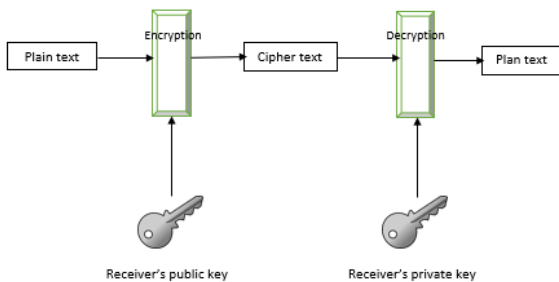 Encryption
Decryption
Plain text
Cipher text
Plan text
Receiver's public key
Receiver's private key